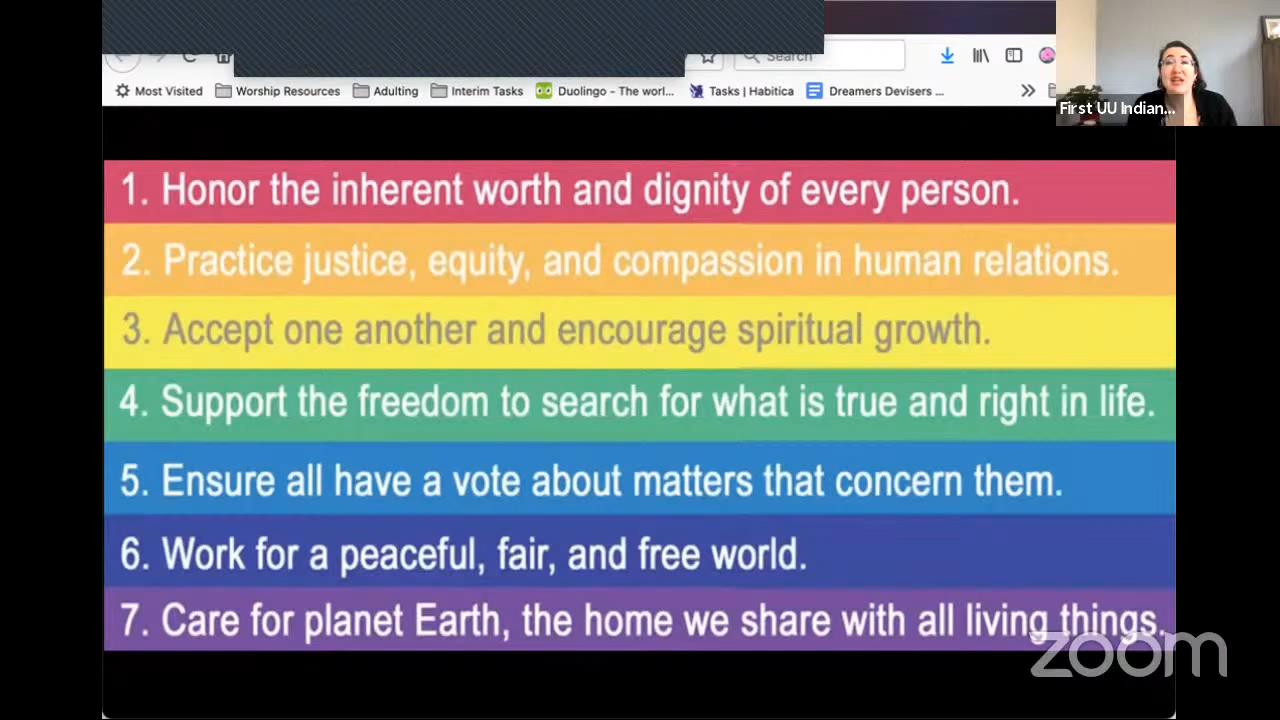 Search
Most Visited Worship Resources Adulting Interim Tasks Duolingo - The worl... Tasks | Habitica Dreamers Devisers ...
First UU Indian...
1. Honor the inherent worth and dignity of every person.
2. Practice justice, equity, and compassion in human relations.
3. Accept one another and encourage spiritual growth.
4. Support the freedom to search for what is true and right in life.
5. Ensure all have a vote about matters that concern them.
6. Work for a peaceful, fair, and free world.
7. Care for planet Earth, the home we share with all living things.
zoom